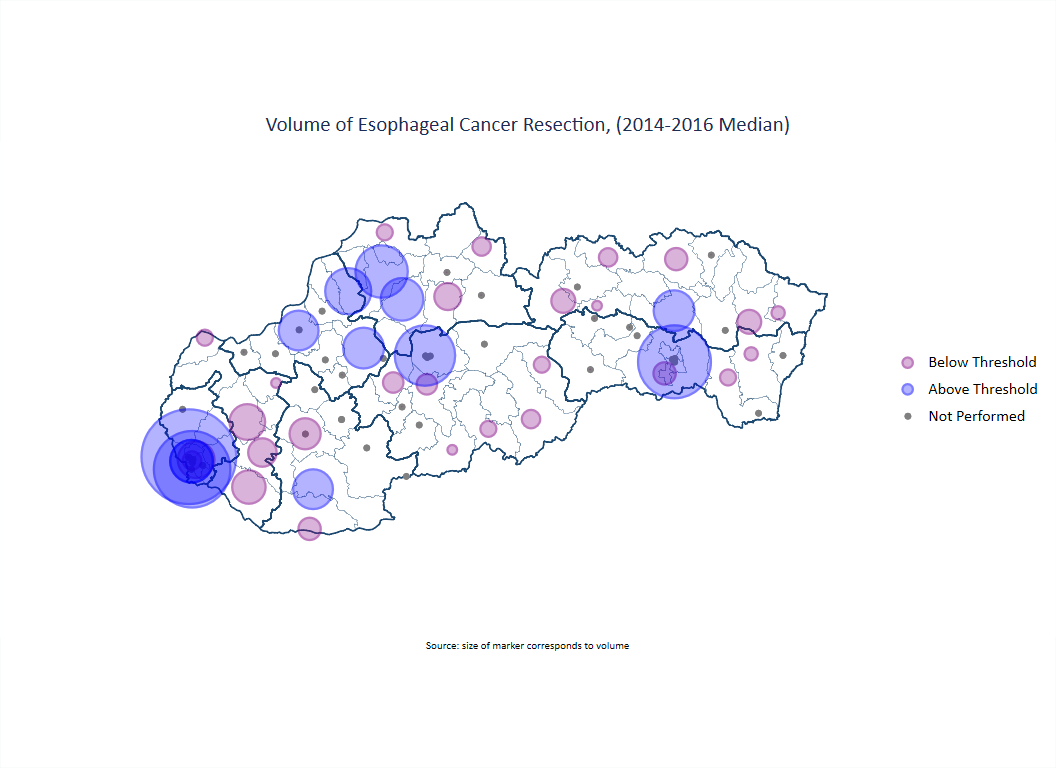 Volume of Esophageal Cancer Resection, (2014-2016 Median)
Below Threshold
Above Threshold
Not Performed
Source: size of marker corresponds to volume